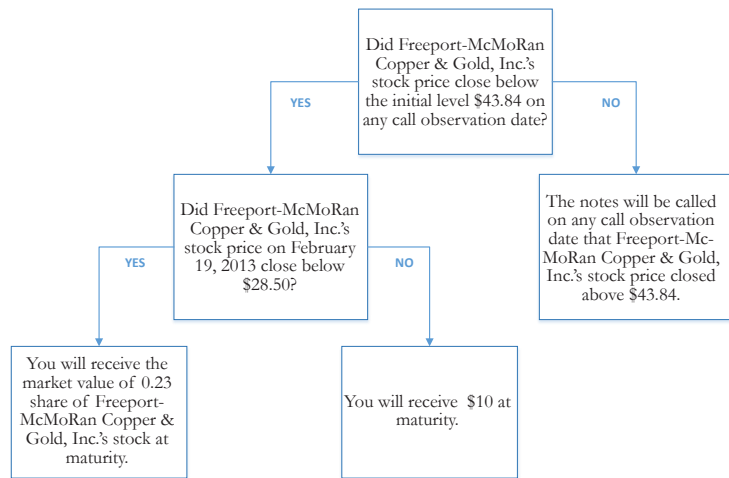 Did Freeport-McMoRan
Copper & Gold, Inc.'s
stock price close below
the initial level $43.84 on
any call observation date?
YES
NO
Did Freeport-McMoRan
Copper & Gold, Inc.'s
stock price on February
19, 2013 close below
$28.50?
The notes will be called
on any call observation
date that Freeport-Mc-
MoRan Copper & Gold,
Inc.'s stock price closed
above $43.84.
YES
NO
You will receive the
market value of 0.23
share of Freeport-
McMoRan Copper &
Gold, Inc.'s stock at
maturity.
You will receive $10 at
maturity.